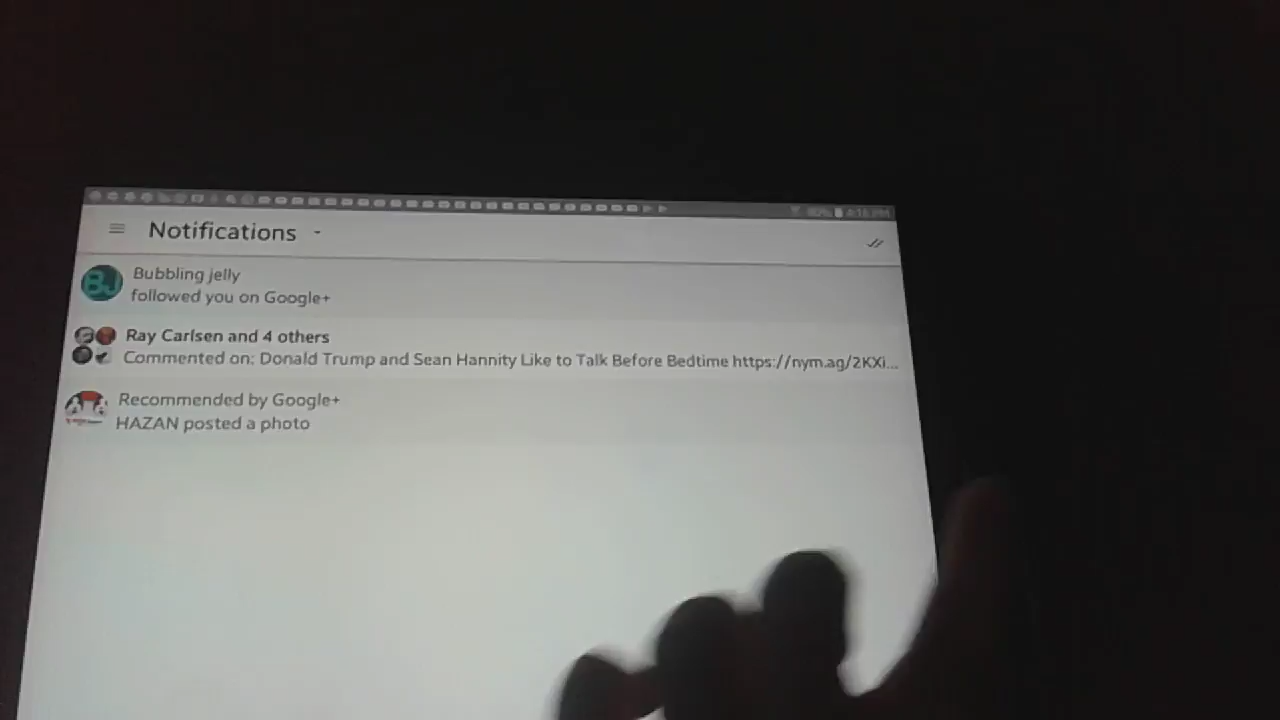 Notifications
BJ
Bubbling jelly
followed you on Google+
Ray Carlsen and 4 others
Commented on: Donald Trump and Sean Hannity Like to Talk Before Bedtime https://nym.ag/2KXi...
Recommended by Google+
HAZAN posted a photo